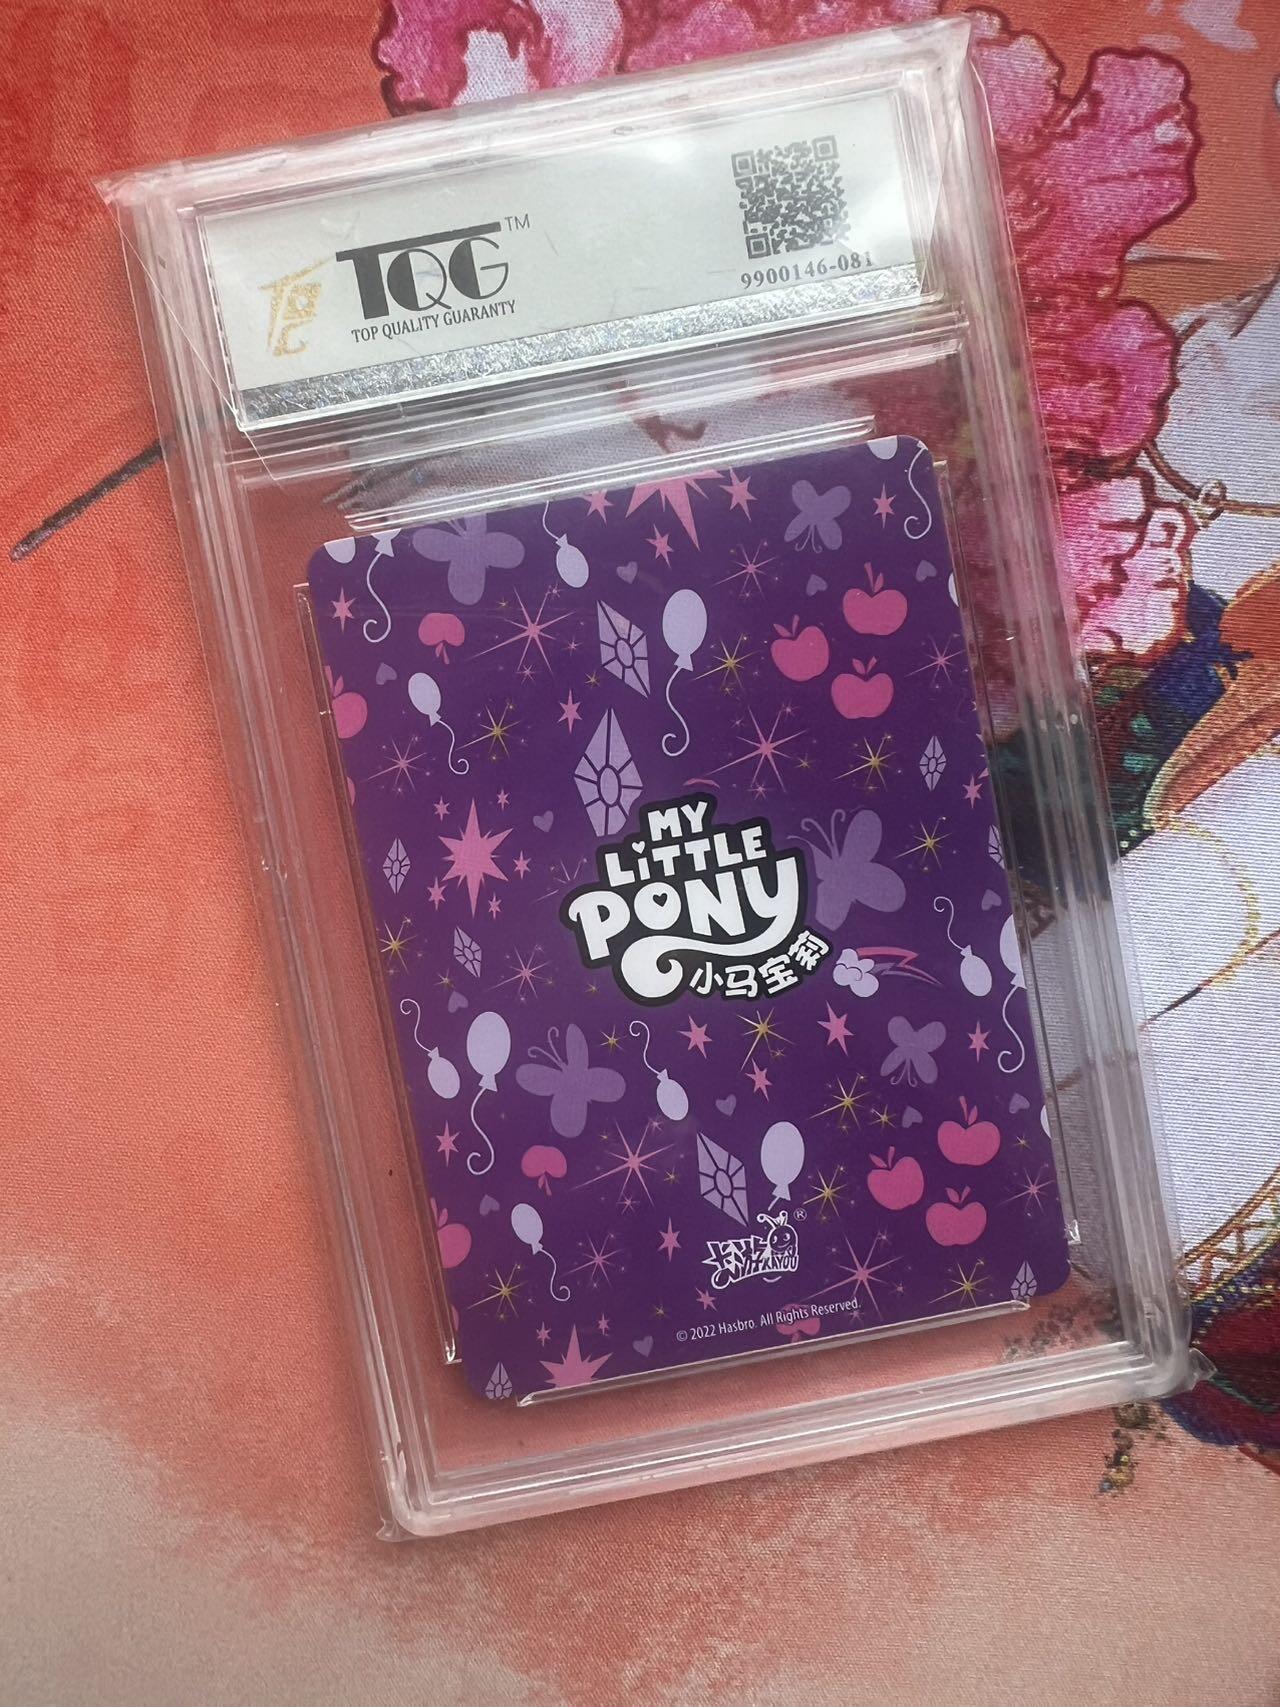 TQG™
TOP QUALITY GUARANTY
9900146-081
MY
LITTLE
PONY
小马宝莉
卡游
KAYOU
®
© 2022 Hasbro. All Rights Reserved.